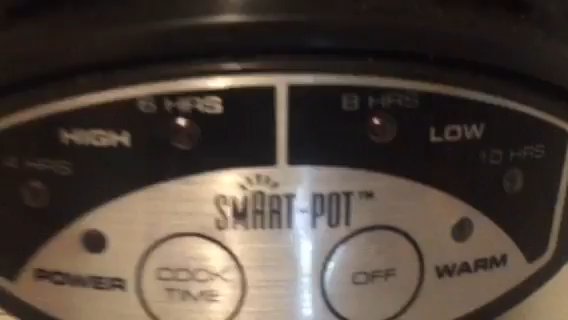 6 HRS
8 HRS
HIGH
LOW
4 HRS
10 HRS
SMART-POT™
POWER
COOK
TIME
OFF
WARM